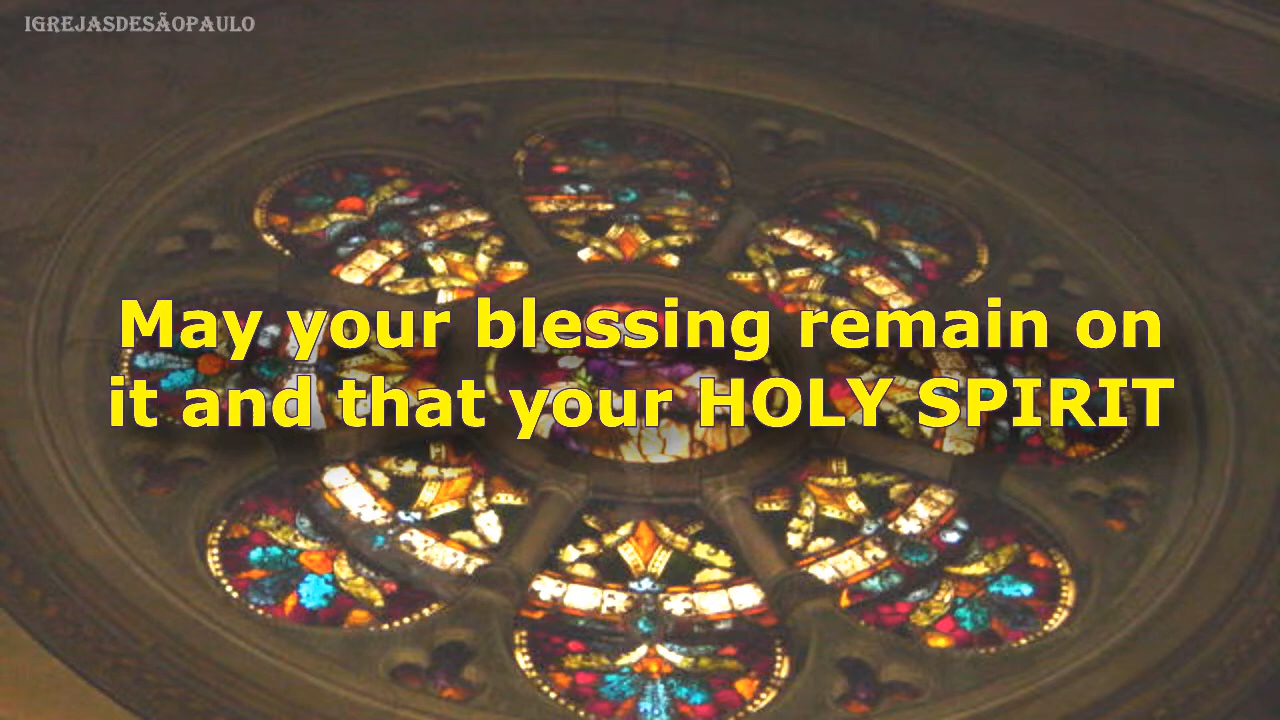 IGREJASDESÃOPAULO
May your blessing remain on
it and that your HOLY SPIRIT